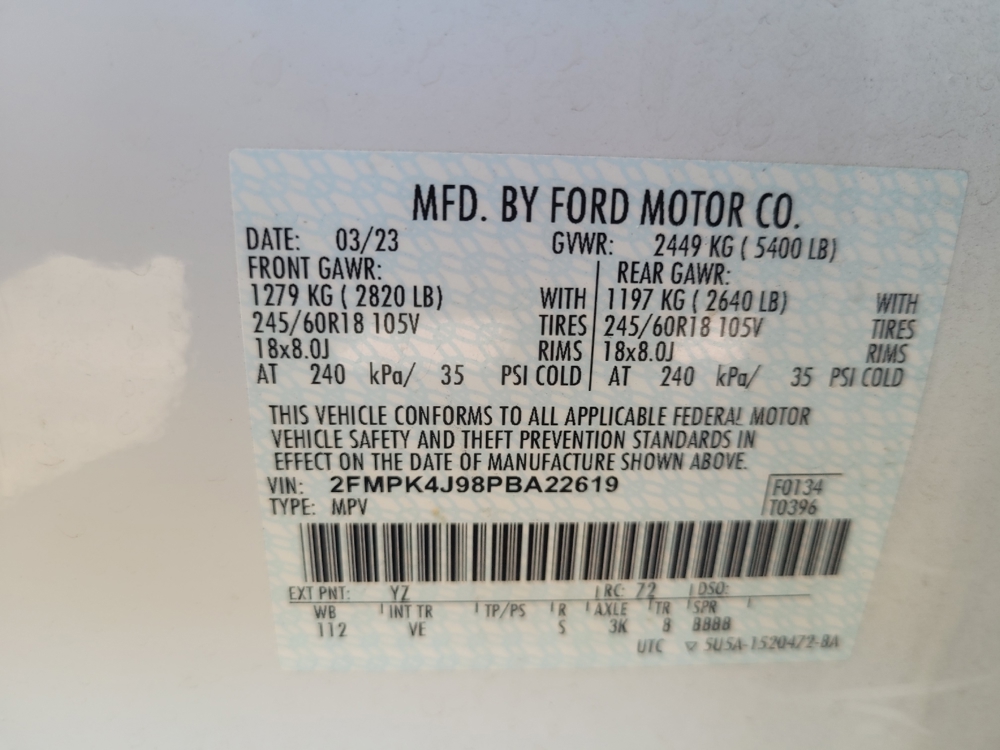 MFD. BY FORD MOTOR CO.
DATE: 03/23 GVWR: 2449 KG ( 5400 LB)
FRONT GAWR: REAR GAWR:
1279 KG ( 2820 LB) WITH 1197 KG ( 2640 LB) WITH
245/60R18 105V TIRES 245/60R18 105V TIRES
18x8.0J RIMS 18x8.0J RIMS
AT 240 kPa/ 35 PSI COLD AT 240 kPa/ 35 PSI COLD
THIS VEHICLE CONFORMS TO ALL APPLICABLE FEDERAL MOTOR
VEHICLE SAFETY AND THEFT PREVENTION STANDARDS IN
EFFECT ON THE DATE OF MANUFACTURE SHOWN ABOVE.
VIN: 2FMPK4J98PBA22619 F0134
TYPE: MPV T0396
EXT PNT: YZ RC: 72 DSO:
WB INT TR TP/PS R AXLE TR SPR
112 VE S 3K 8 8888
UTC ▽ 5U5A-1520472-BA